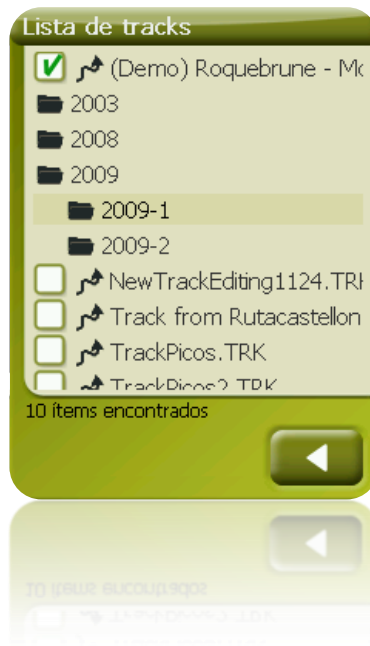 Lista de tracks
(Demo) Roquebrune - Mc
2003
2008
2009
2009-1
2009-2
NewTrackEditing1124.TRK
Track from Rutacastellon
TrackPicos.TRK
TrackPicos2.TRK
10 ítems encontrados